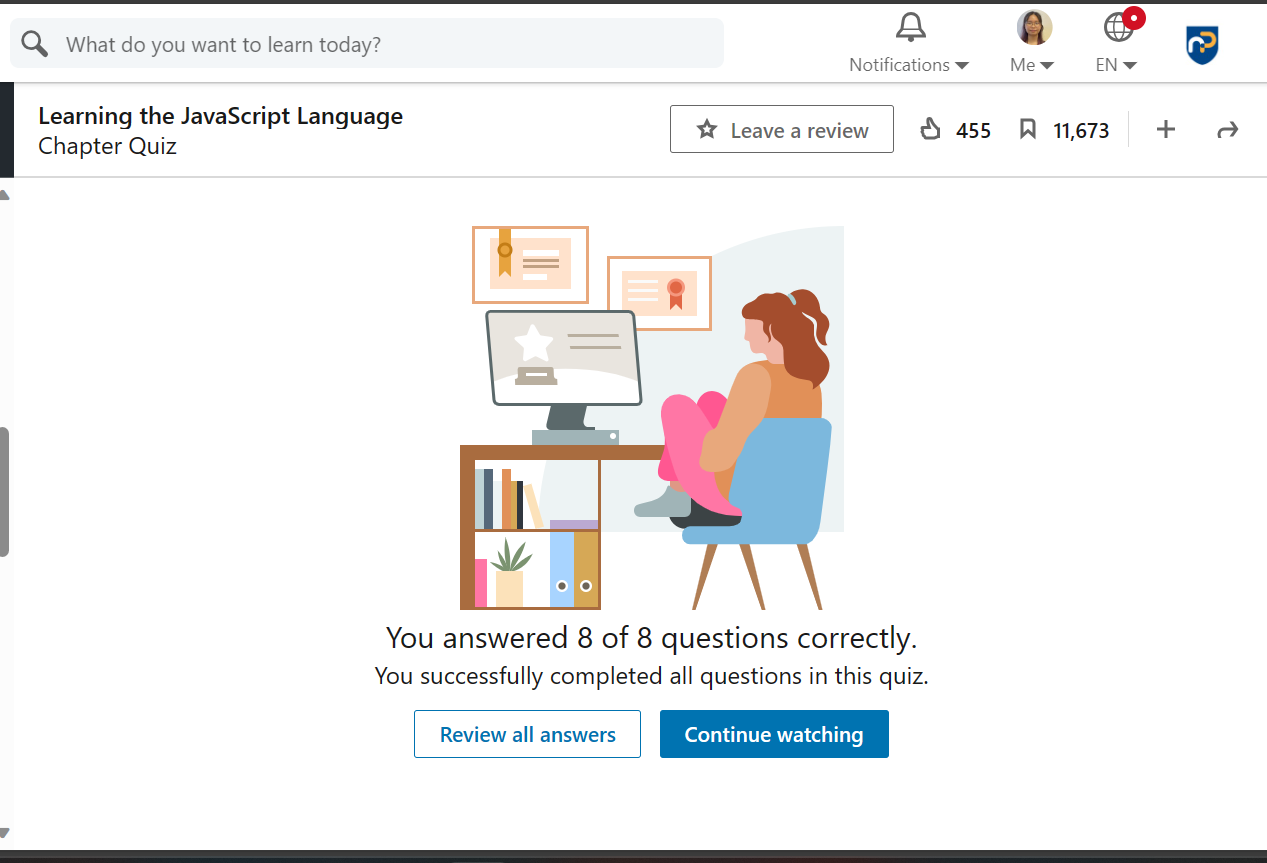 What do you want to learn today?
Notifications
Me
EN
Learning the JavaScript Language
Chapter Quiz
Leave a review
455
11,673
You answered 8 of 8 questions correctly.
You successfully completed all questions in this quiz.
Review all answers
Continue watching